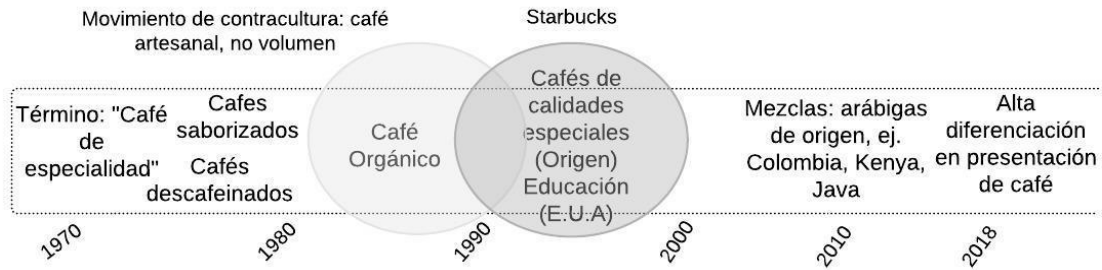 Movimiento de contracultura: café
artesanal, no volumen
Starbucks
Término: "Café
de
especialidad"
Cafes
saborizados
Cafés
descafeinados
Café
Orgánico
Cafés de
calidades
especiales
(Origen)
Educación
(E.U.A)
Mezclas: arábigas
de origen, ej.
Colombia, Kenya,
Java
Alta
diferenciación
en presentación
de café
1970
1980
1990
2000
2010
2018